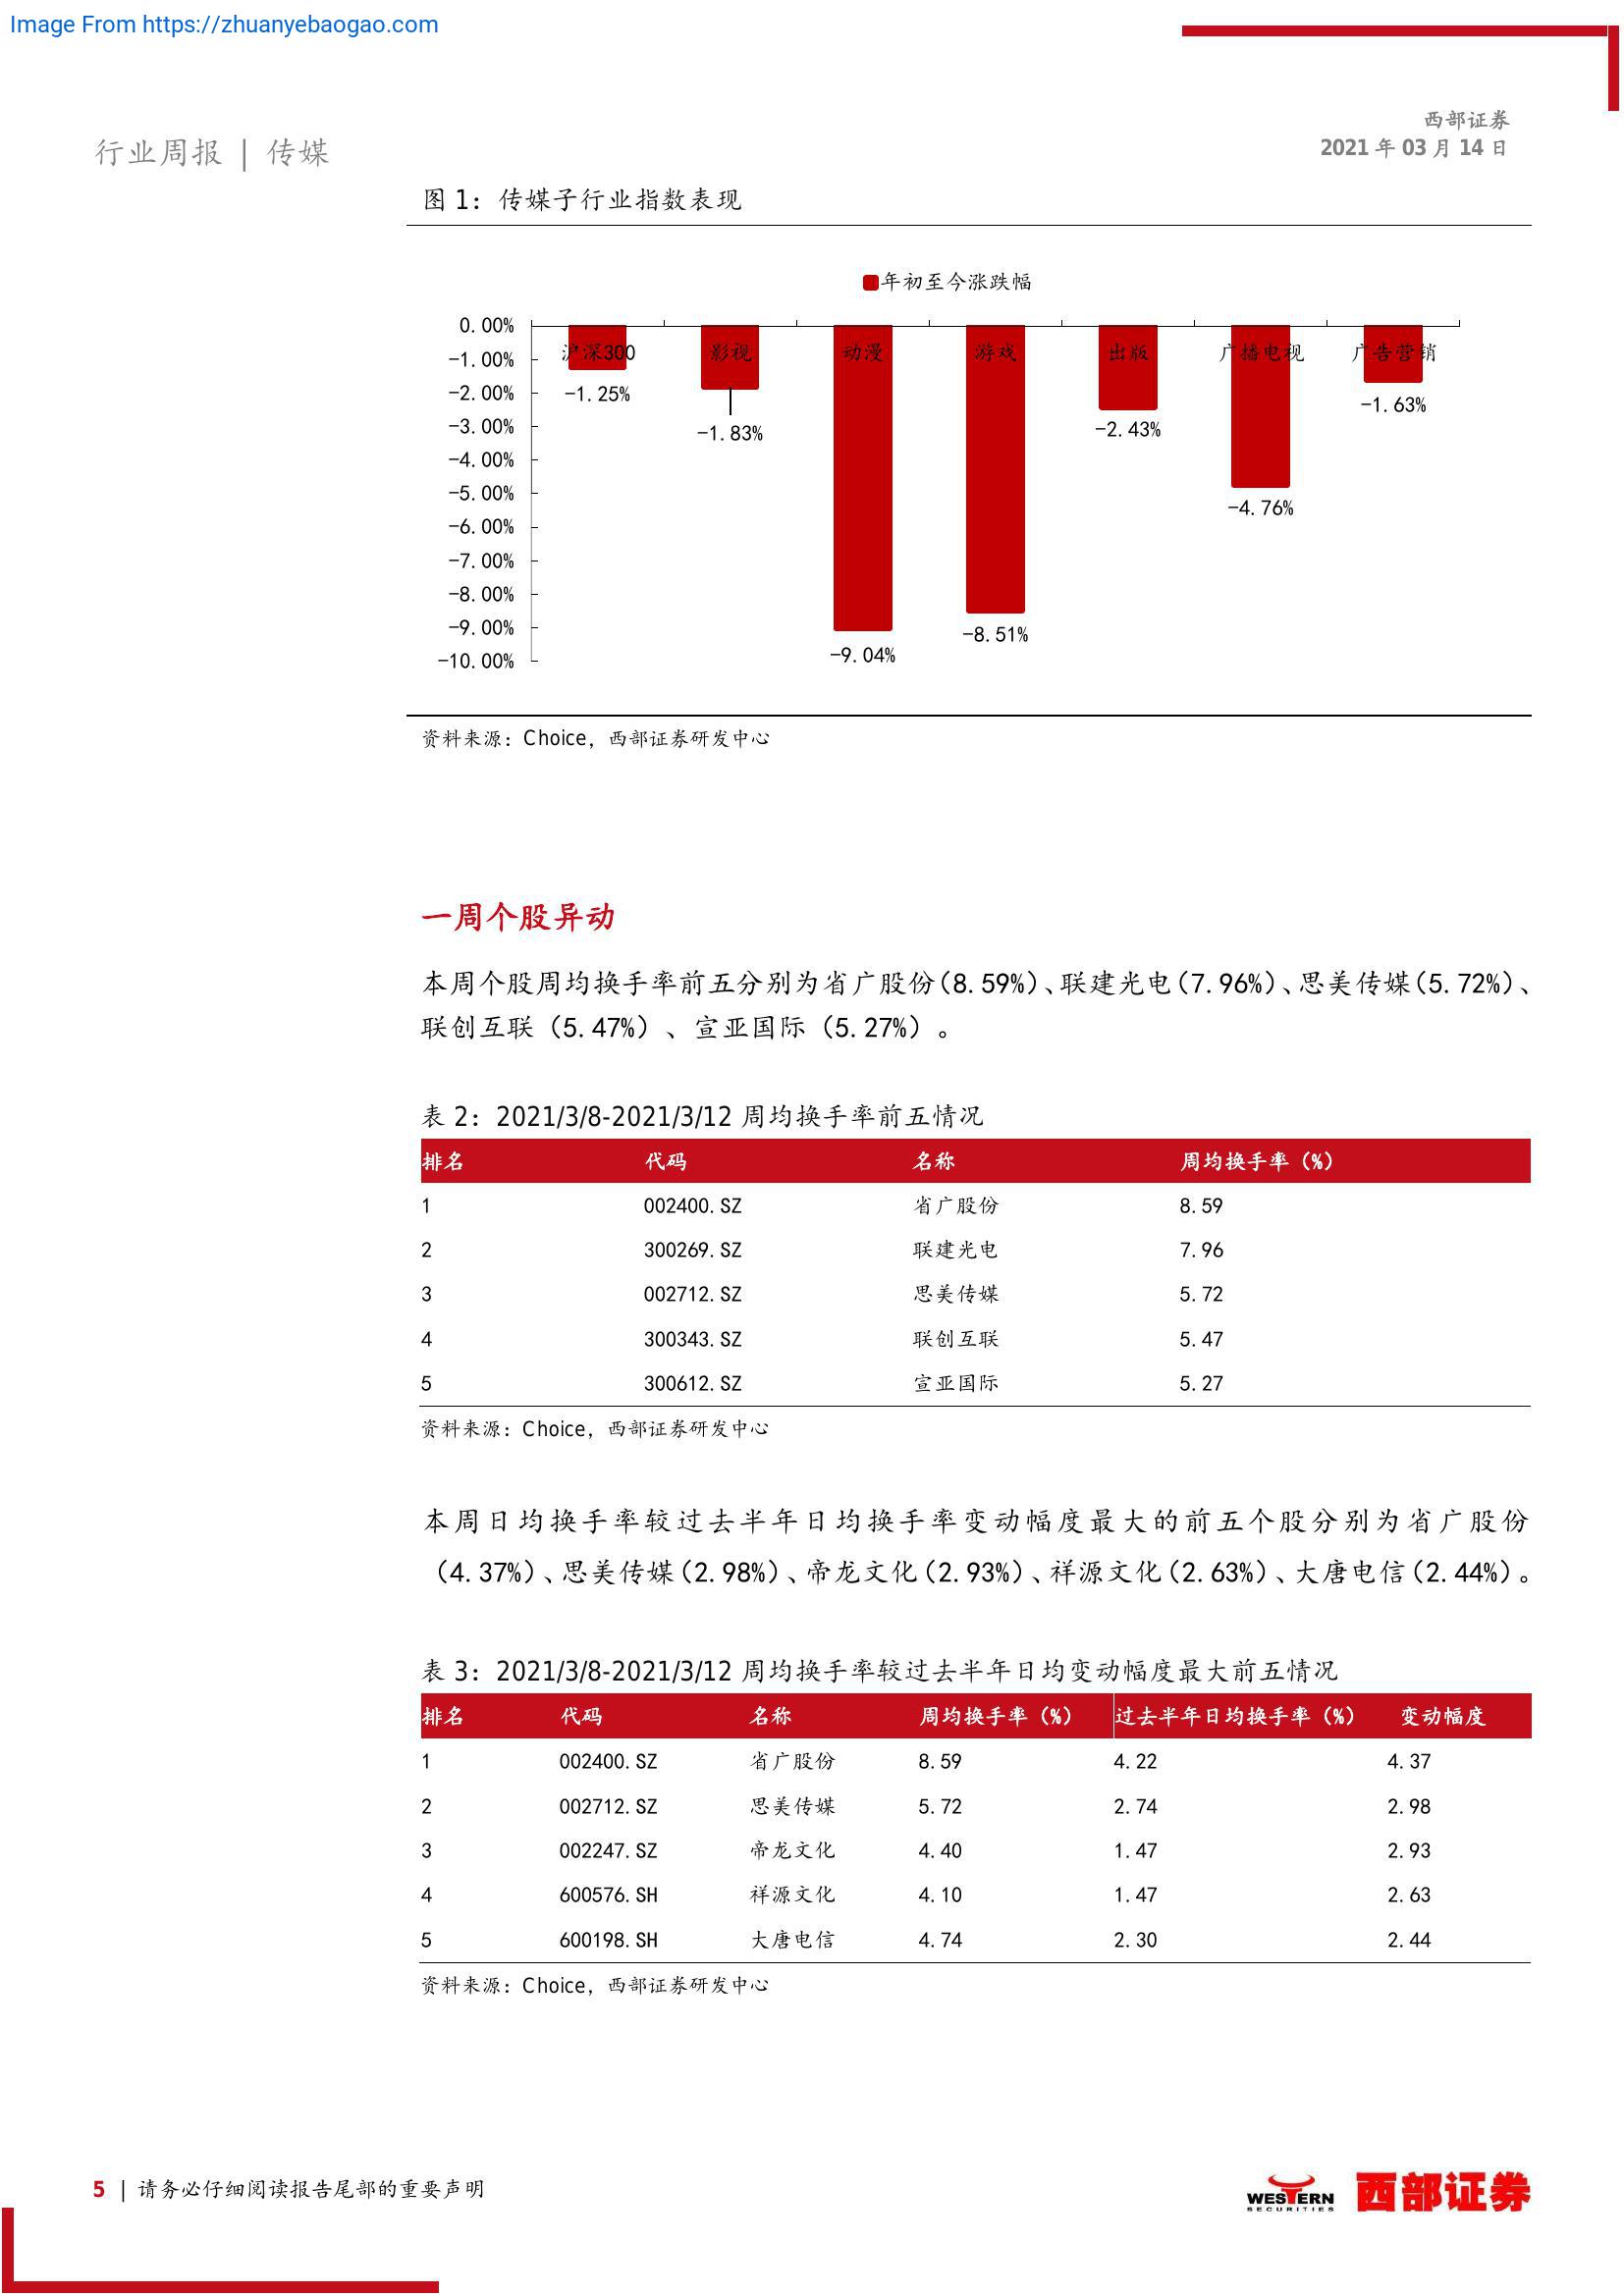 Image From https://zhuanyebaogao.com
西部证券
2021 年 03 月 14 日
行业周报 | 传媒
图 1：传媒子行业指数表现
年初至今涨跌幅
0.00%
-1.00%
-2.00%
-3.00%
-4.00%
-5.00%
-6.00%
-7.00%
-8.00%
-9.00%
-10.00%
沪深300 影视 动漫 游戏 出版 广播电视 广告营销
-1.25% -1.83% -9.04% -8.51% -2.43% -4.76% -1.63%
资料来源：Choice，西部证券研发中心
一周个股异动
本周个股周均换手率前五分别为省广股份(8.59%)、联建光电(7.96%)、思美传媒(5.72%)、
联创互联（5.47%）、宣亚国际（5.27%）。
表 2：2021/3/8-2021/3/12 周均换手率前五情况
排名 代码 名称 周均换手率（%）
1 002400.SZ 省广股份 8.59
2 300269.SZ 联建光电 7.96
3 002712.SZ 思美传媒 5.72
4 300343.SZ 联创互联 5.47
5 300612.SZ 宣亚国际 5.27
资料来源：Choice，西部证券研发中心
本周日均换手率较过去半年日均换手率变动幅度最大的前五个股分别为省广股份
（4.37%）、思美传媒（2.98%）、帝龙文化（2.93%）、祥源文化（2.63%）、大唐电信（2.44%）。
表 3：2021/3/8-2021/3/12 周均换手率较过去半年日均变动幅度最大前五情况
排名 代码 名称 周均换手率（%） 过去半年日均换手率（%） 变动幅度
1 002400.SZ 省广股份 8.59 4.22 4.37
2 002712.SZ 思美传媒 5.72 2.74 2.98
3 002247.SZ 帝龙文化 4.40 1.47 2.93
4 600576.SH 祥源文化 4.10 1.47 2.63
5 600198.SH 大唐电信 4.74 2.30 2.44
资料来源：Choice，西部证券研发中心
5 | 请务必仔细阅读报告尾部的重要声明
WESTERN
SECURITIES
西部证券